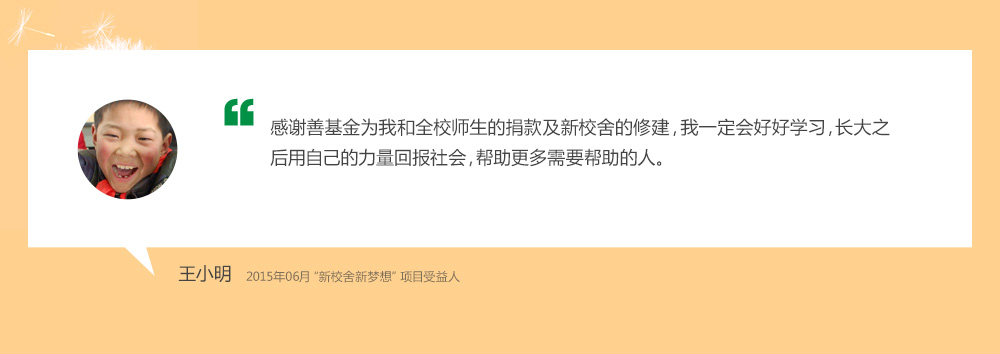 感谢善基金为我和全校师生的捐款及新校舍的修建，我一定会好好学习，长大之
后用自己的力量回报社会，帮助更多需要帮助的人。
王小明 2015年06月 “新校舍新梦想” 项目受益人